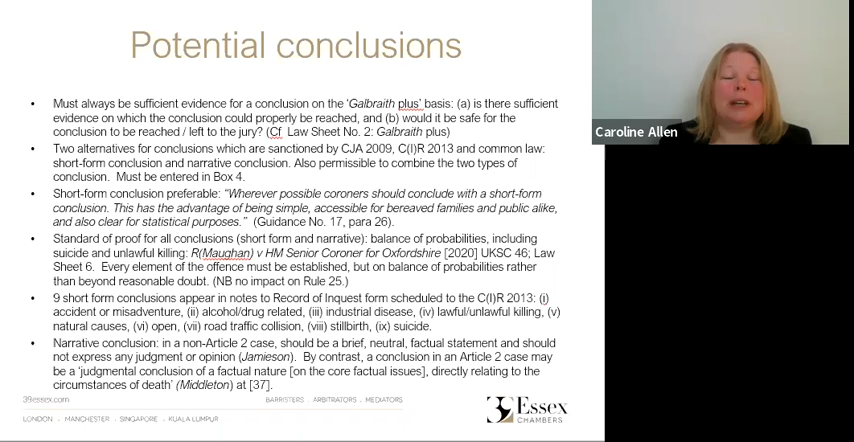 Potential conclusions
• Must always be sufficient evidence for a conclusion on the ‘Galbraith plus’ basis: (a) is there sufficient
evidence on which the conclusion could properly be reached, and (b) would it be safe for the
conclusion to be reached / left to the jury? (Cf Law Sheet No. 2: Galbraith plus)
• Two alternatives for conclusions which are sanctioned by CJA 2009, C(I)R 2013 and common law:
short-form conclusion and narrative conclusion. Also permissible to combine the two types of
conclusion. Must be entered in Box 4.
• Short-form conclusion preferable: “Wherever possible coroners should conclude with a short-form
conclusion. This has the advantage of being simple, accessible for bereaved families and public alike,
and also clear for statistical purposes.” (Guidance No. 17, para 26).
• Standard of proof for all conclusions (short form and narrative): balance of probabilities, including
suicide and unlawful killing: R(Maughan) v HM Senior Coroner for Oxfordshire [2020] UKSC 46; Law
Sheet 6. Every element of the offence must be established, but on balance of probabilities rather
than beyond reasonable doubt. (NB no impact on Rule 25.)
• 9 short form conclusions appear in notes to Record of Inquest form scheduled to the C(I)R 2013: (i)
accident or misadventure, (ii) alcohol/drug related, (iii) industrial disease, (iv) lawful/unlawful killing, (v)
natural causes, (vi) open, (vii) road traffic collision, (viii) stillbirth, (ix) suicide.
• Narrative conclusion: in a non-Article 2 case, should be a brief, neutral, factual statement and should
not express any judgment or opinion (Jamieson). By contrast, a conclusion in an Article 2 case may
be a ‘judgmental conclusion of a factual nature [on the core factual issues], directly relating to the
circumstances of death’ (Middleton) at [37].
39essex.com
BARRISTERS . ARBITRATORS . MEDIATORS
LONDON . MANCHESTER . SINGAPORE . KUALA LUMPUR
39 Essex
CHAMBERS
Caroline Allen